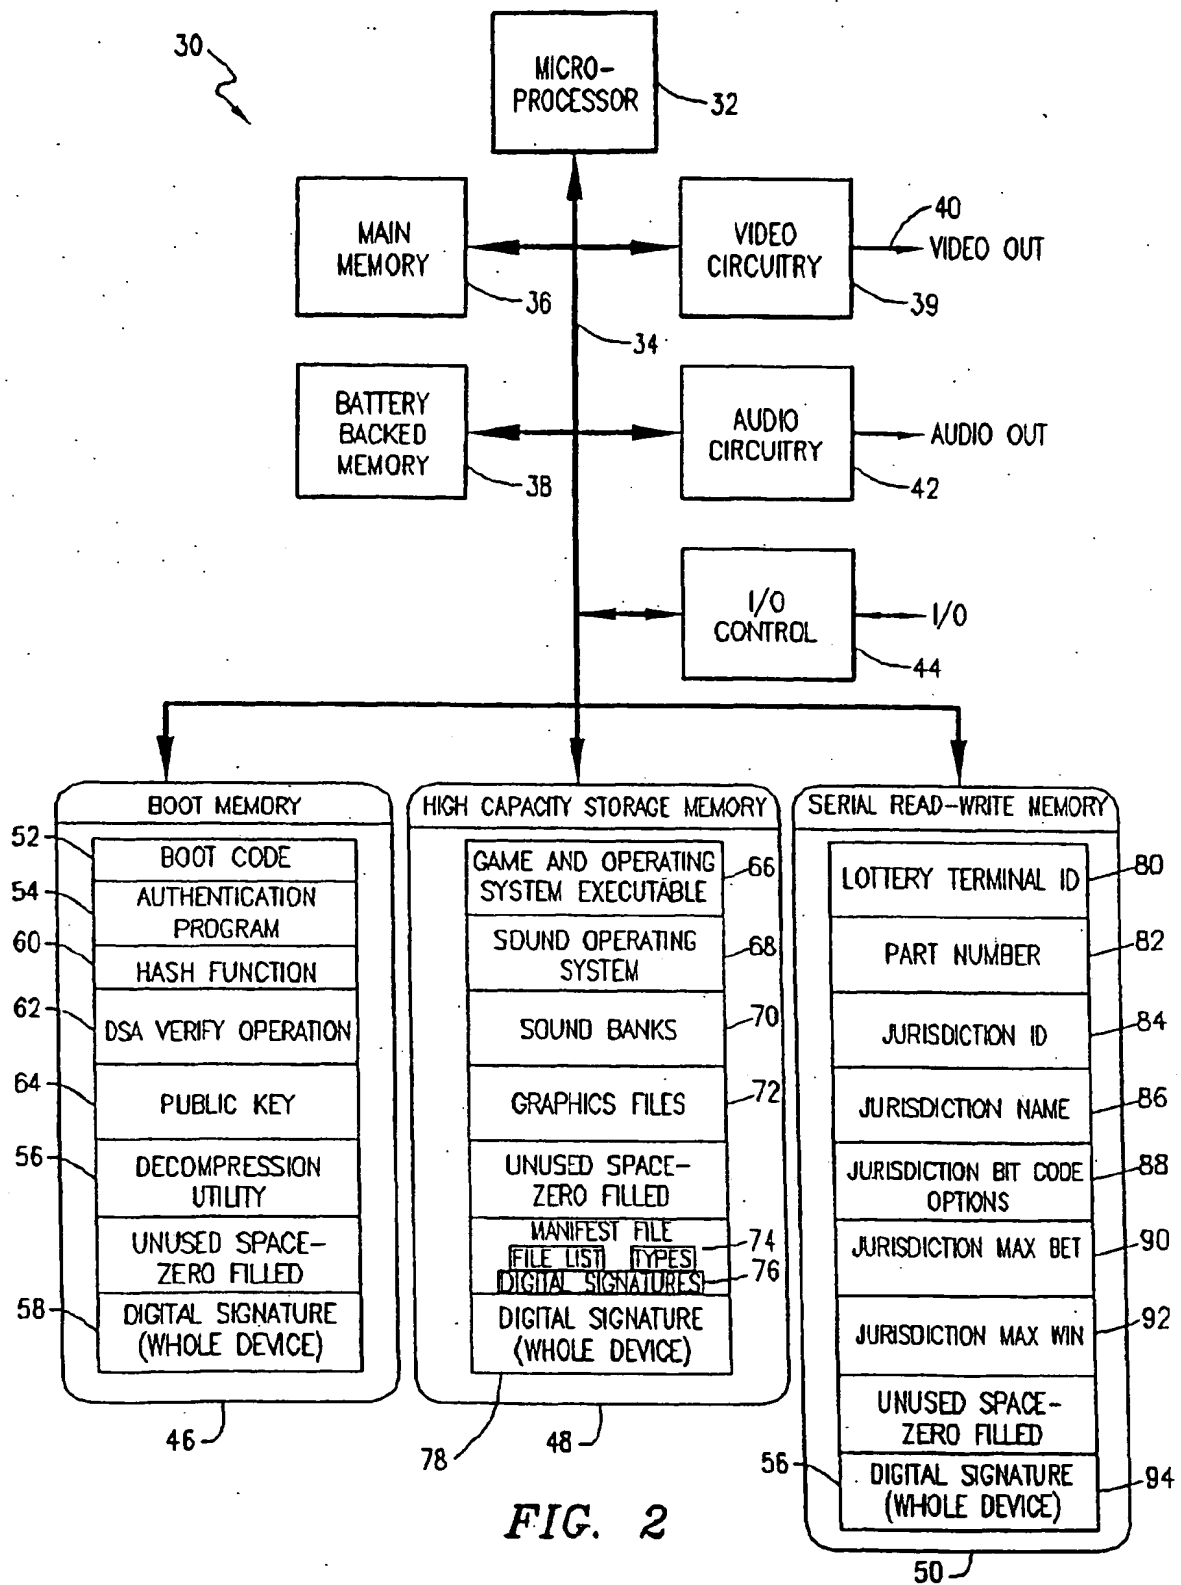 30
MICRO-
PROCESSOR
32
MAIN
MEMORY
36
VIDEO
CIRCUITRY
39
40
VIDEO OUT
34
BATTERY
BACKED
MEMORY
38
AUDIO
CIRCUITRY
42
AUDIO OUT
I/O
CONTROL
44
I/O
BOOT MEMORY
52
BOOT CODE
54
AUTHENTICATION
PROGRAM
60
HASH FUNCTION
62
DSA VERIFY OPERATION
64
PUBLIC KEY
56
DECOMPRESSION
UTILITY
UNUSED SPACE-
ZERO FILLED
58
DIGITAL SIGNATURE
(WHOLE DEVICE)
46
HIGH CAPACITY STORAGE MEMORY
GAME AND OPERATING
SYSTEM EXECUTABLE
66
SOUND OPERATING
SYSTEM
68
SOUND BANKS
70
GRAPHICS FILES
72
UNUSED SPACE-
ZERO FILLED
MANIFEST FILE
FILE LIST TYPES
74
DIGITAL SIGNATURES
76
DIGITAL SIGNATURE
(WHOLE DEVICE)
78
48
SERIAL READ-WRITE MEMORY
LOTTERY TERMINAL ID
80
PART NUMBER
82
JURISDICTION ID
84
JURISDICTION NAME
86
JURISDICTION BIT CODE
OPTIONS
88
JURISDICTION MAX BET
90
JURISDICTION MAX WIN
92
UNUSED SPACE-
ZERO FILLED
56
DIGITAL SIGNATURE
(WHOLE DEVICE)
94
50
FIG. 2